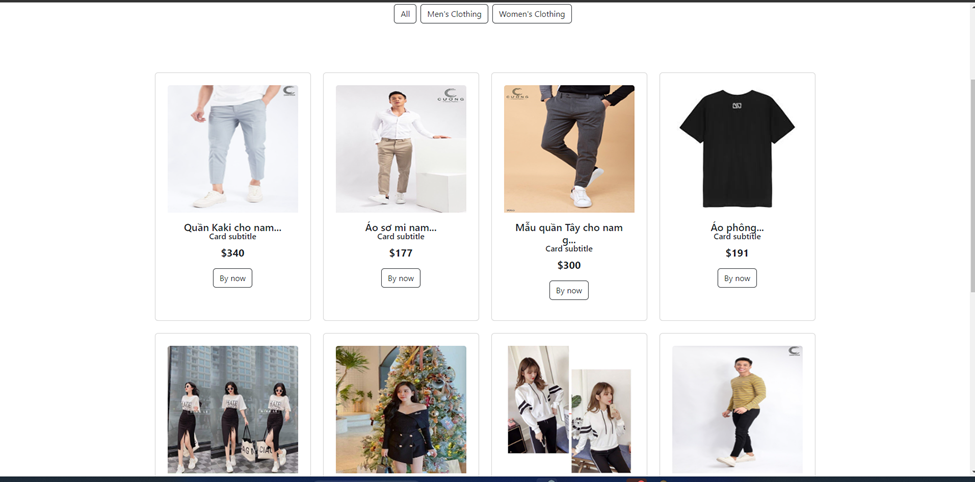 All Men's Clothing Women's Clothing
CUONG
CUONG
Quần Kaki cho nam...
Card subtitle
$340
By now
Áo sơ mi nam...
Card subtitle
$177
By now
Mẫu quần Tây cho nam
g...
Card subtitle
$300
By now
Áo phông...
Card subtitle
$191
By now